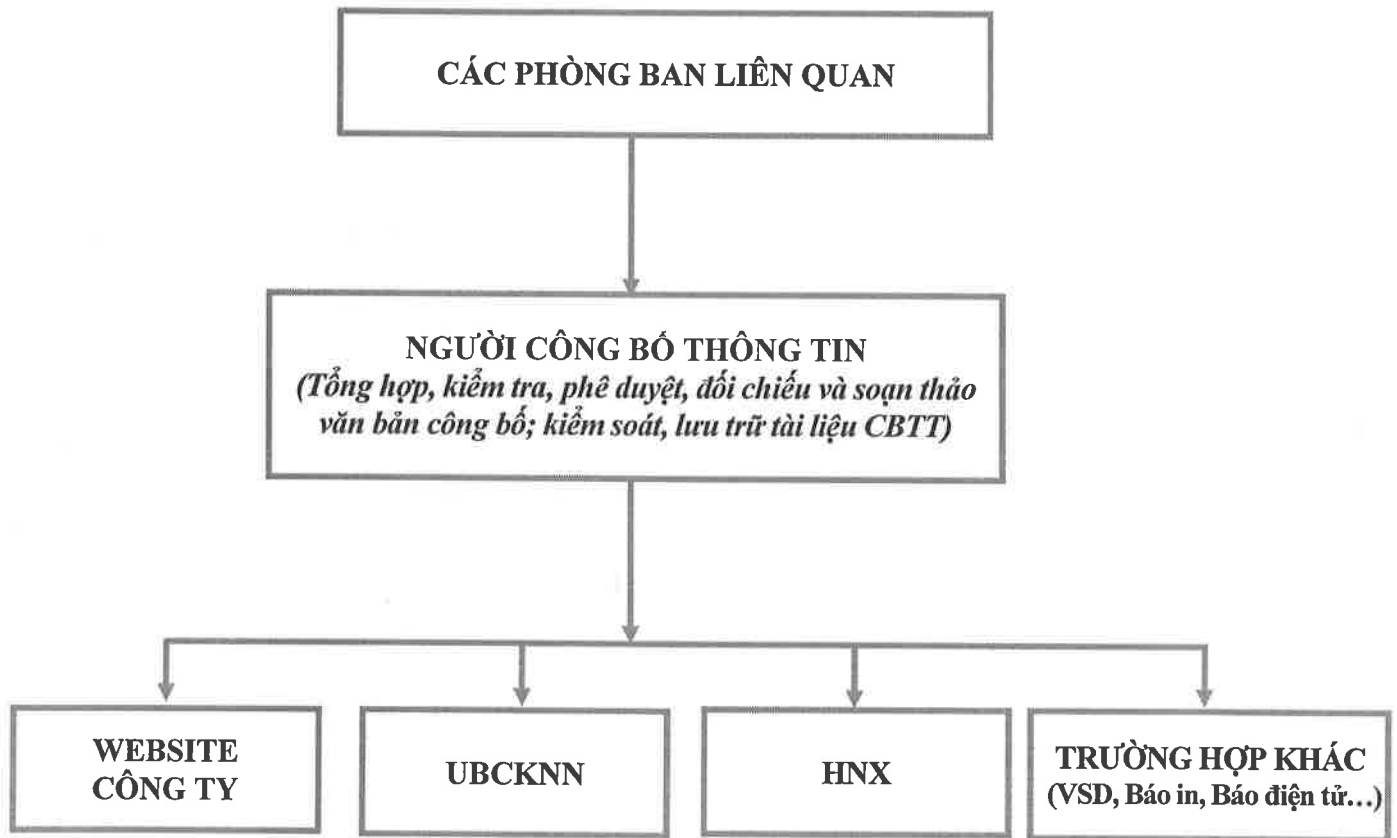 CÁC PHÒNG BAN LIÊN QUAN
NGƯỜI CÔNG BỐ THÔNG TIN
(Tổng hợp, kiểm tra, phê duyệt, đối chiếu và soạn thảo
văn bản công bố; kiểm soát, lưu trữ tài liệu CBTT)
WEBSITE
CÔNG TY
UBCKNN
HNX
TRƯỜNG HỢP KHÁC
(VSD, Báo in, Báo điện tử...)